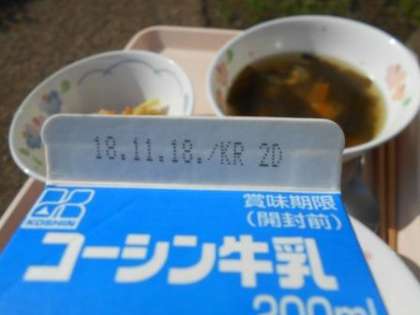 18.11.18./KR 2D
賞味期限
(開封前)
KOSHIN
コーシン牛乳
200ml